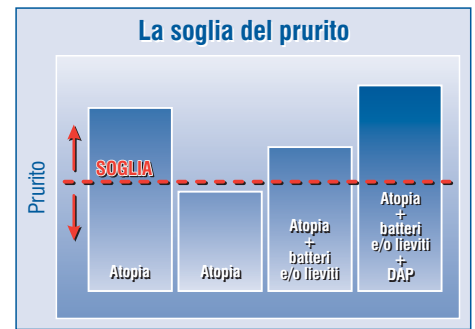 La soglia del prurito
Prurito
SOGLIA
Atopia
Atopia
Atopia
+
batteri
e/o lieviti
Atopia
+
batteri
e/o lieviti
+
DAP